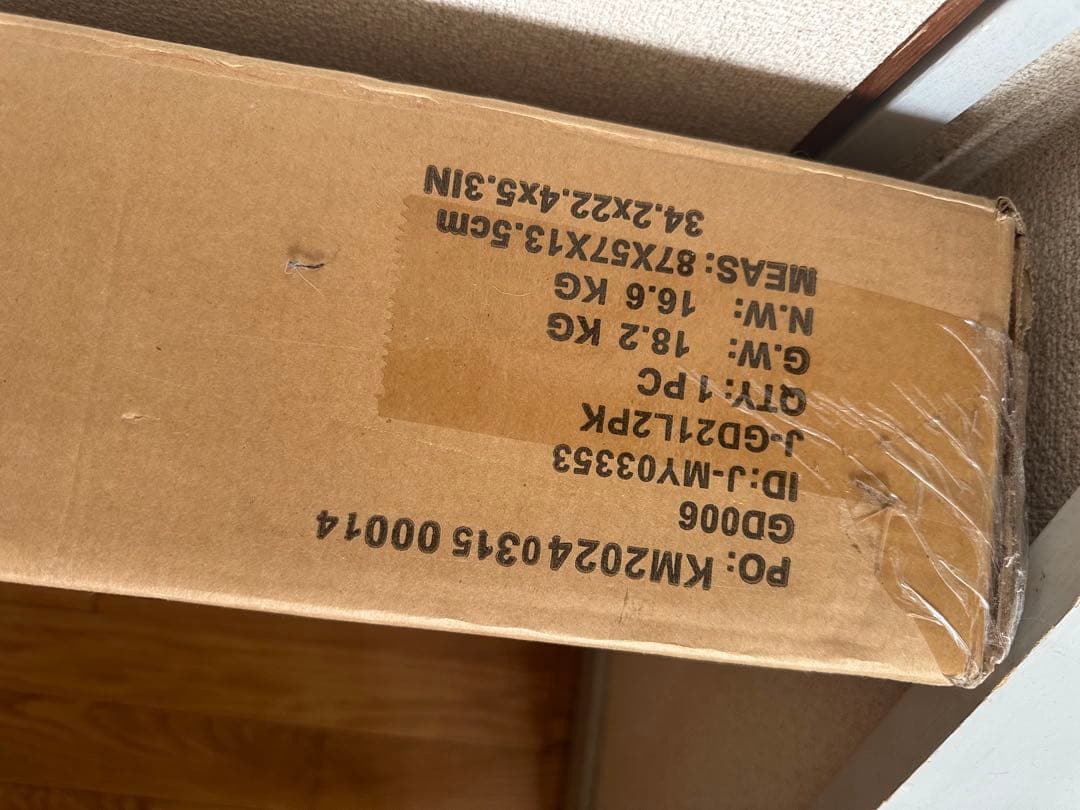 PO: KM20240315 00014
GD006
ID:J-MY03353
J-GD21L2PK
QTY: 1 PC
G.W: 18.2 KG
N.W: 16.6 KG
MEAS: 87X57X13.5cm
34.2x22.4x5.3IN